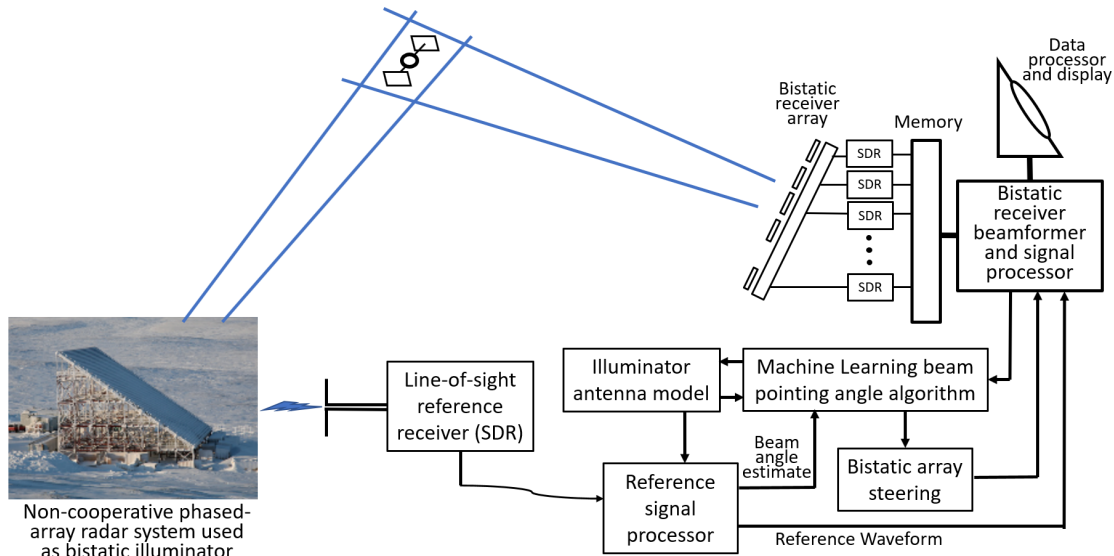 Data
processor
and display
Bistatic
receiver
array
Memory
SDR
SDR
SDR
SDR
Bistatic
receiver
beamformer
and signal
processor
Line-of-sight
reference
receiver (SDR)
Illuminator
antenna model
Machine Learning beam
pointing angle algorithm
Beam
angle
estimate
Bistatic array
steering
Reference
signal
processor
Reference Waveform
Non-cooperative phased-
array radar system used
as bistatic illuminator